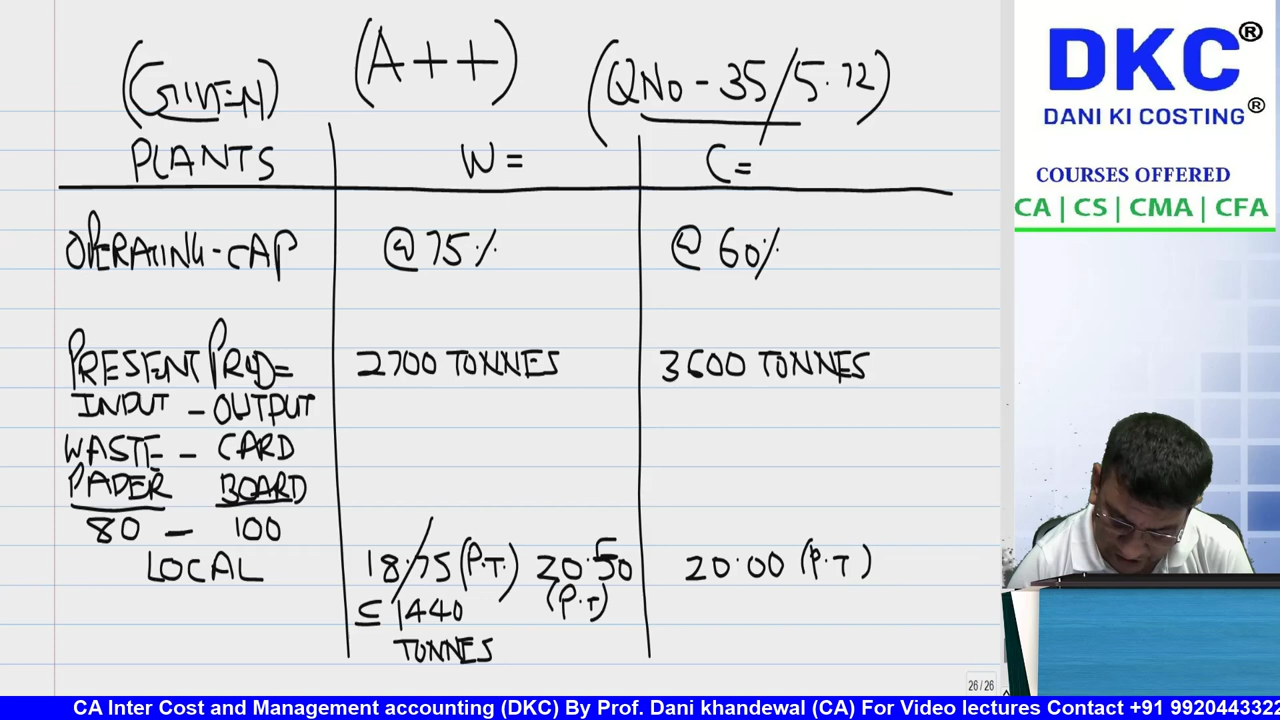 (GIVEN) (A++) (QNo - 35/5.12)
PLANTS W= C=
OPERATING-CAP @75% @60%
PRESENT PROD= 2700 TONNES 3600 TONNES
INPUT - OUTPUT
WASTE - CARD
PAPER BOARD
80 - 100
LOCAL 18.75 (P.T.) 20.50 (P.T) 20.00 (P.T)
≤ 1440
TONNES
26/26
DKC®
DANI KI COSTING®
COURSES OFFERED
CA | CS | CMA | CFA
CA Inter Cost and Management accounting (DKC) By Prof. Dani khandewal (CA) For Video lectures Contact +91 9920443322